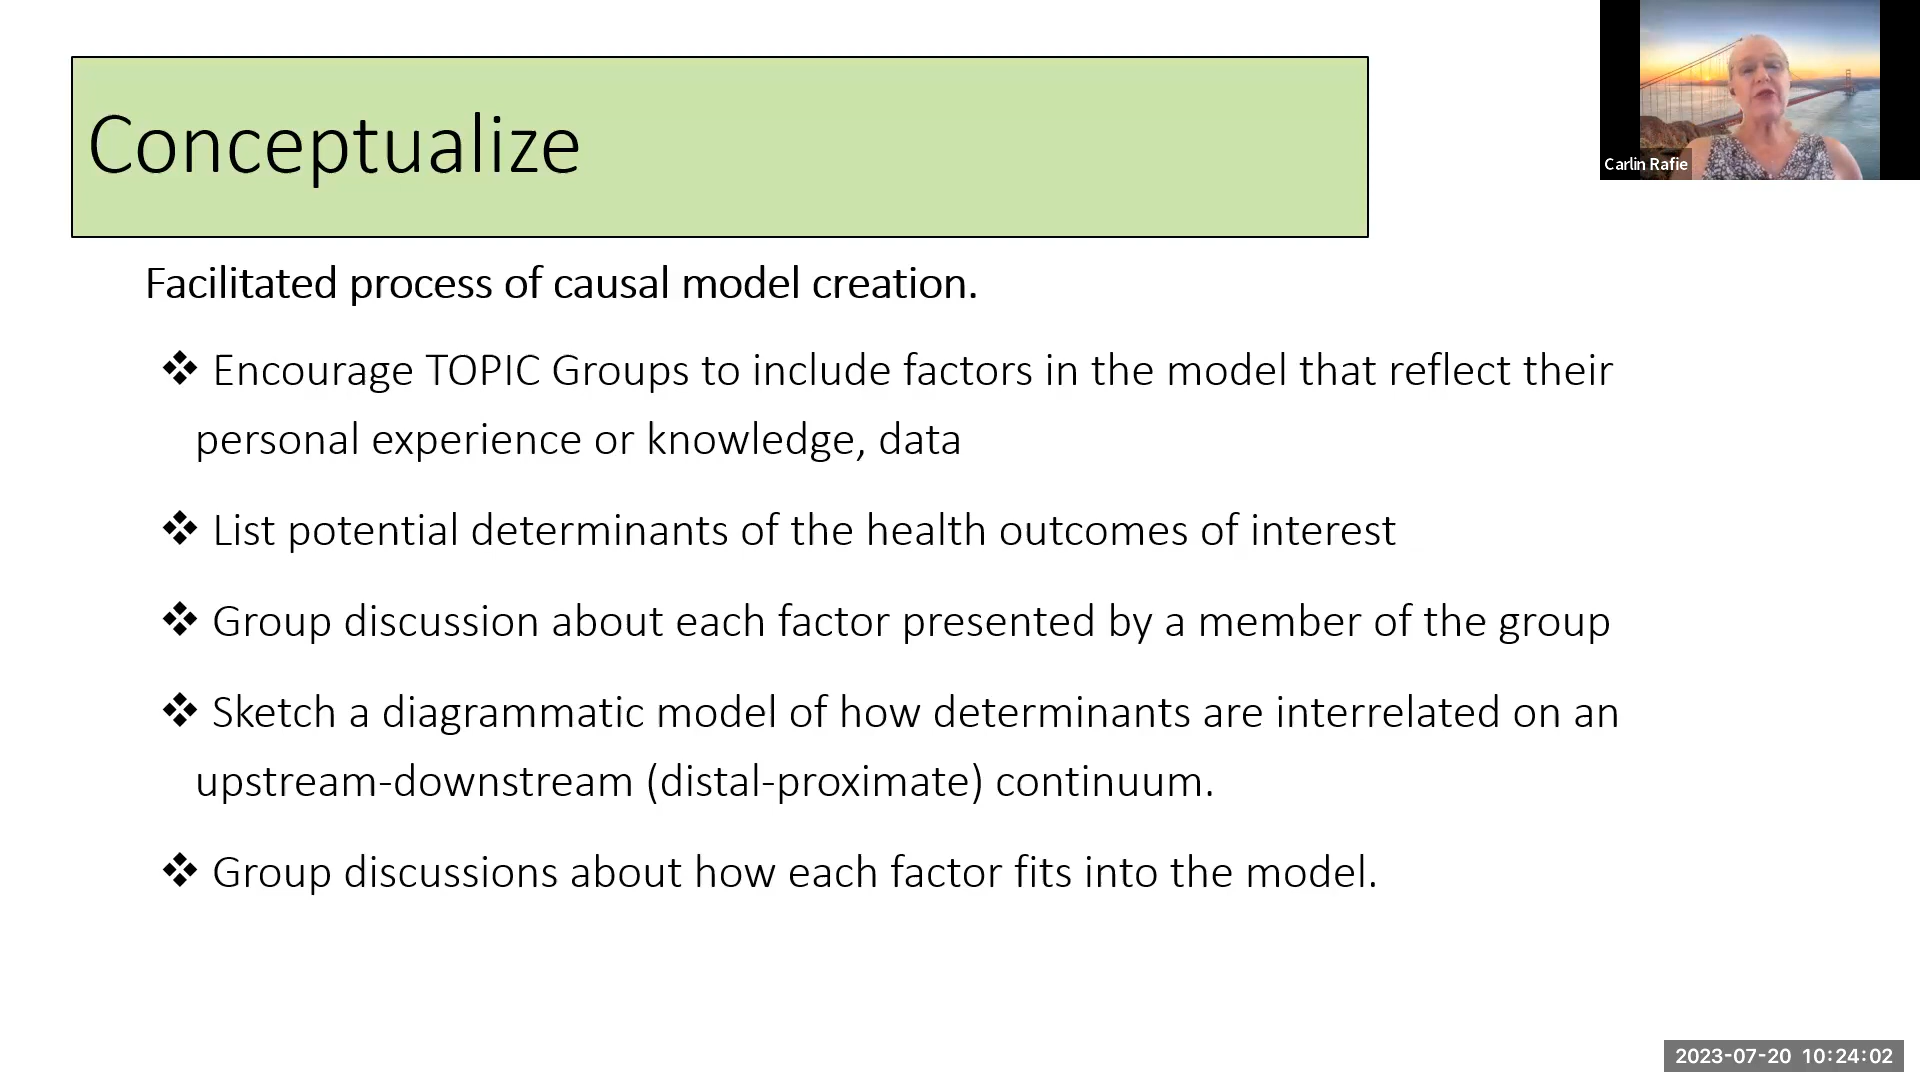 Conceptualize
Carlin Rafie
Facilitated process of causal model creation.
❖ Encourage TOPIC Groups to include factors in the model that reflect their
personal experience or knowledge, data
❖ List potential determinants of the health outcomes of interest
❖ Group discussion about each factor presented by a member of the group
❖ Sketch a diagrammatic model of how determinants are interrelated on an
upstream-downstream (distal-proximate) continuum.
❖ Group discussions about how each factor fits into the model.
2023-07-20 10:24:02